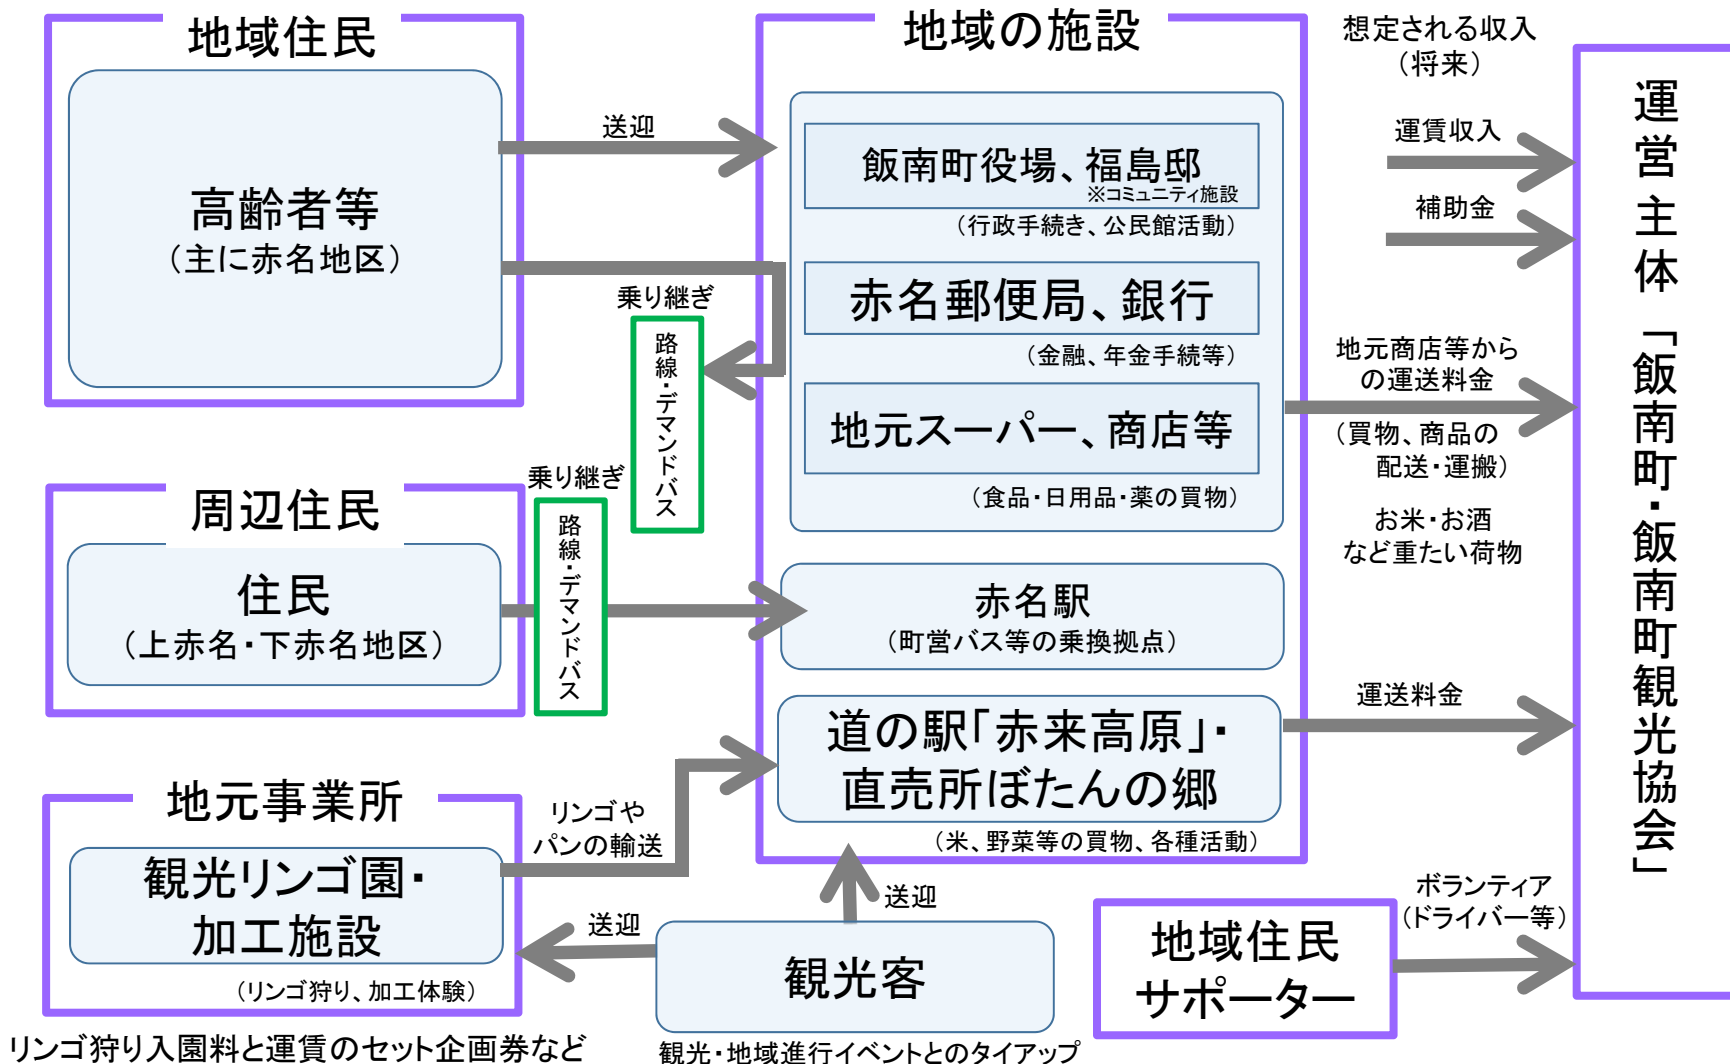 地域住民
高齢者等
（主に赤名地区）
送迎
乗り継ぎ
路線・デマンドバス
周辺住民
住民
（上赤名・下赤名地区）
乗り継ぎ
路線・デマンドバス
地元事業所
観光リンゴ園・
加工施設
（リンゴ狩り、加工体験）
リンゴ狩り入園料と運賃のセット企画券など
リンゴや
パンの輸送
送迎
地域の施設
飯南町役場、福島邸
※コミュニティ施設
（行政手続き、公民館活動）
赤名郵便局、銀行
（金融、年金手続等）
地元スーパー、商店等
（食品・日用品・薬の買物）
赤名駅
（町営バス等の乗換拠点）
道の駅「赤来高原」・
直売所ぼたんの郷
（米、野菜等の買物、各種活動）
送迎
観光客
観光・地域進行イベントとのタイアップ
想定される収入
（将来）
運賃収入
補助金
地元商店等から
の運送料金
（買物、商品の
配送・運搬）
お米・お酒
など重たい荷物
運送料金
ボランティア
（ドライバー等）
地域住民
サポーター
運営主体「飯南町・飯南町観光協会」